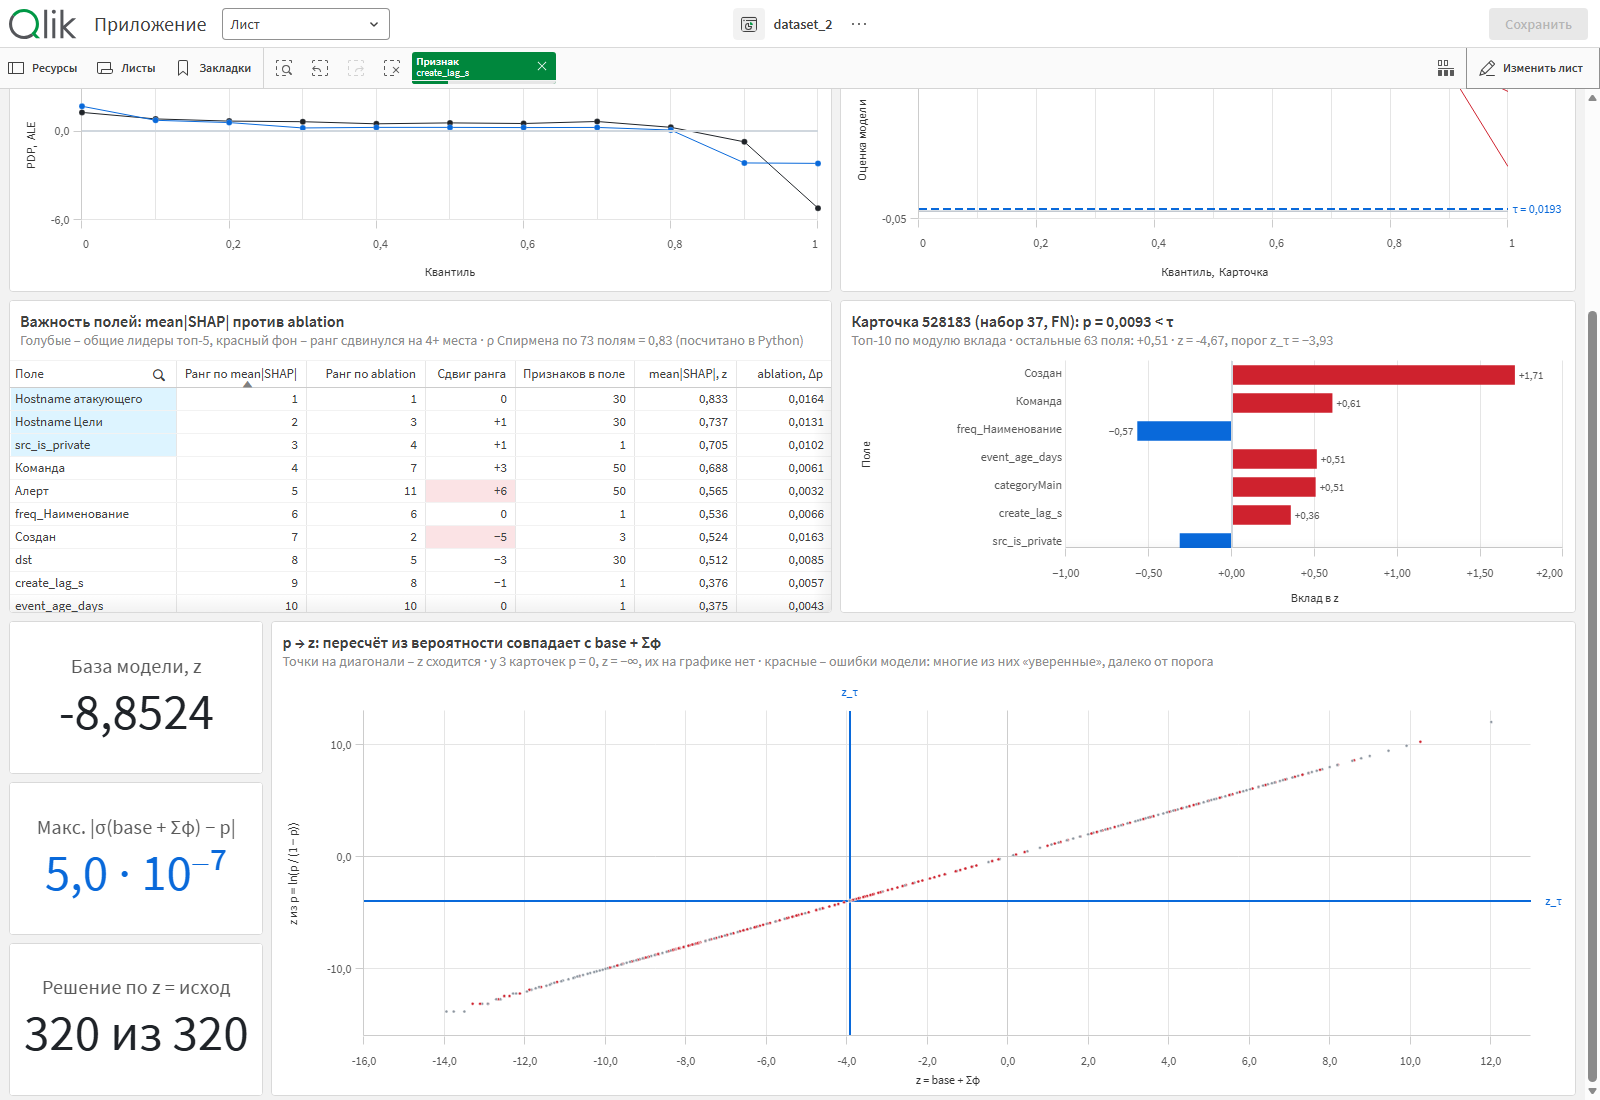 Qlik Приложение Лист dataset_2 ··· Сохранить
Ресурсы Листы Закладки Признак create_lag_s Изменить лист
PDP, ALE
0,0
-6,0
0 0,2 0,4 0,6 0,8 1
Квантиль
Оценка модели
-0,05
τ = 0,0193
0 0,2 0,4 0,6 0,8 1
Квантиль, Карточка
Важность полей: mean|SHAP| против ablation
Голубые – общие лидеры топ-5, красный фон – ранг сдвинулся на 4+ места · ρ Спирмена по 73 полям = 0,83 (посчитано в Python)
Поле Ранг по mean|SHAP| Ранг по ablation Сдвиг ранга Признаков в поле mean|SHAP|, z ablation, Δp
Hostname атакующего 1 1 0 30 0,833 0,0164
Hostname Цели 2 3 +1 30 0,737 0,0131
src_is_private 3 4 +1 1 0,705 0,0102
Команда 4 7 +3 50 0,688 0,0061
Алерт 5 11 +6 50 0,565 0,0032
freq_Наименование 6 6 0 1 0,536 0,0066
Создан 7 2 −5 3 0,524 0,0163
dst 8 5 −3 30 0,512 0,0085
create_lag_s 9 8 −1 1 0,376 0,0057
event_age_days 10 10 0 1 0,375 0,0043
Карточка 528183 (набор 37, FN): p = 0,0093 < τ
Топ-10 по модулю вклада · остальные 63 поля: +0,51 · z = -4,67, порог z_τ = −3,93
Поле
Создан +1,71
Команда +0,61
freq_Наименование −0,57
event_age_days +0,51
categoryMain +0,51
create_lag_s +0,36
src_is_private
−1,00 −0,50 +0,00 +0,50 +1,00 +1,50 +2,00
Вклад в z
База модели, z
-8,8524
Макс. |σ(base + Σϕ) − p|
5,0 · 10⁻⁷
Решение по z = исход
320 из 320
p → z: пересчёт из вероятности совпадает с base + Σϕ
Точки на диагонали – z сходится · у 3 карточек p = 0, z = −∞, их на графике нет · красные – ошибки модели: многие из них «уверенные», далеко от порога
z_τ
z из p = ln(p / (1 − p))
10,0
0,0
z_τ
-10,0
-16,0 -14,0 -12,0 -10,0 -8,0 -6,0 -4,0 -2,0 0,0 2,0 4,0 6,0 8,0 10,0 12,0
z = base + Σϕ